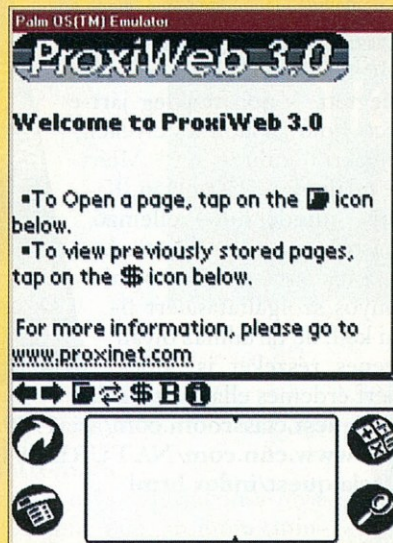 Palm OS(TM) Emulator
ProxiWeb 3.0
Welcome to ProxiWeb 3.0
▪To Open a page, tap on the icon
below.
▪To view previously stored pages,
tap on the $ icon below.
For more information, please go to
www.proxinet.com
$ B i